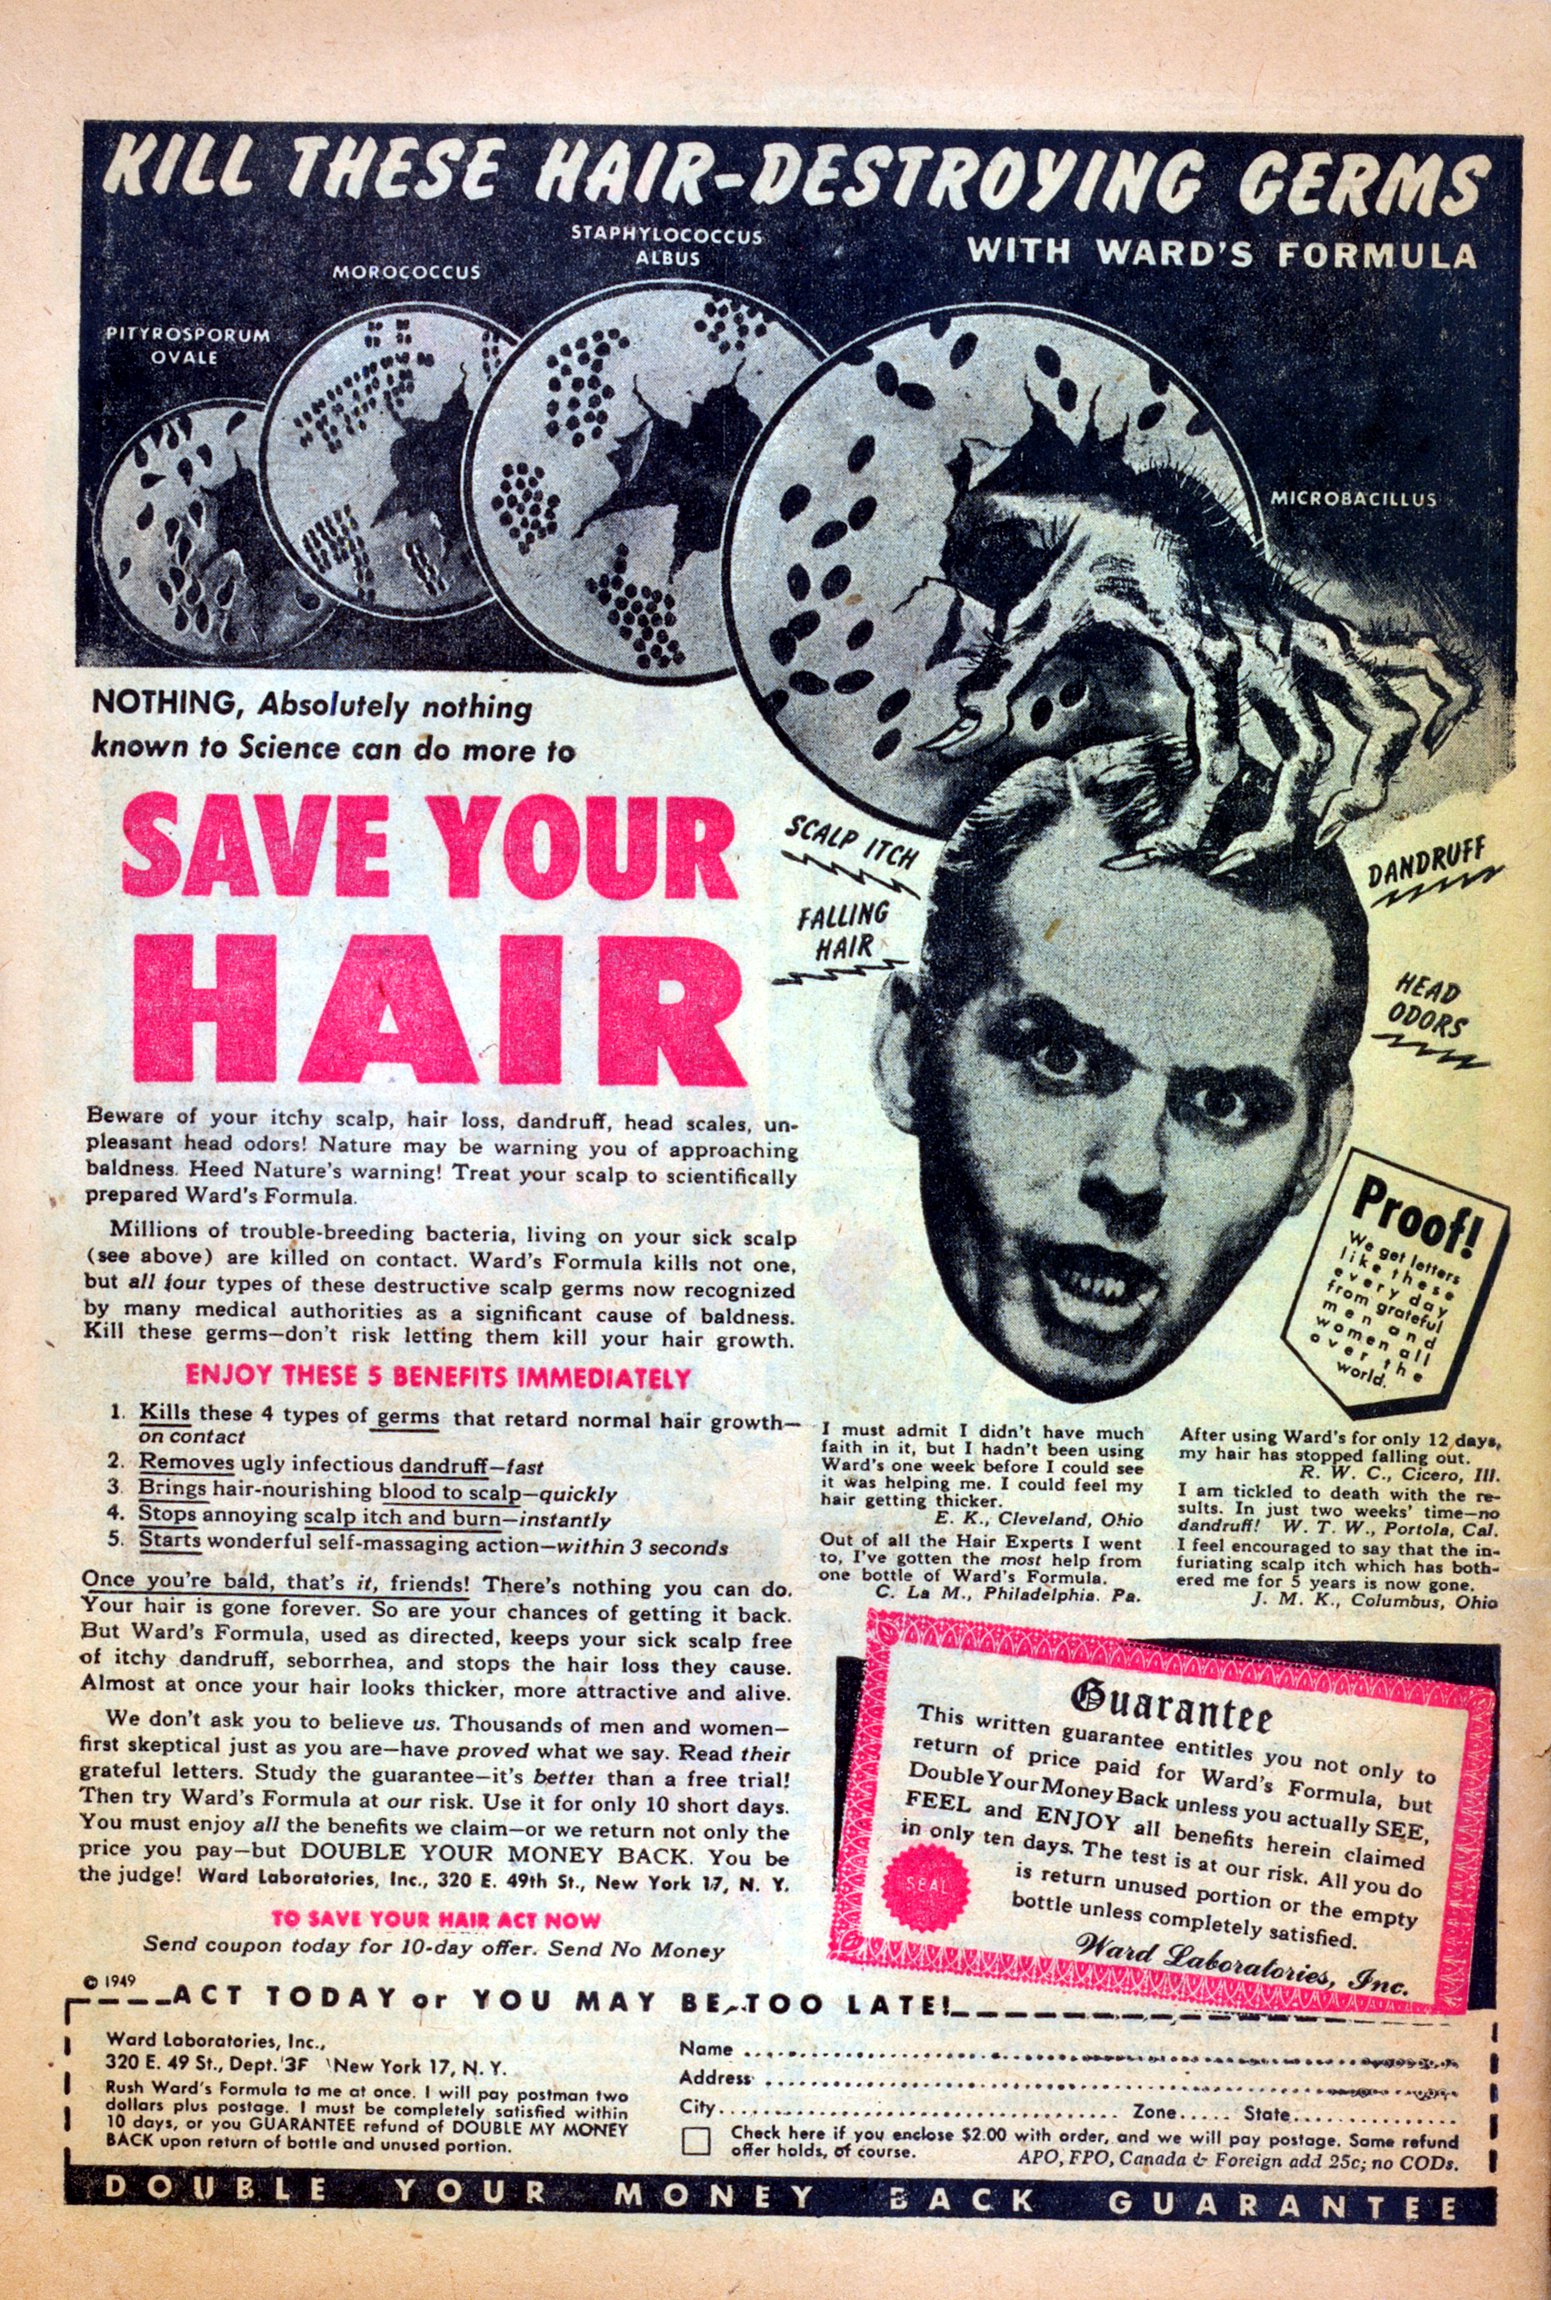 KILL THESE HAIR-DESTROYING GERMS
WITH WARD'S FORMULA
PITYROSPORUM
OVALE
MOROCOCCUS
STAPHYLOCOCCUS
ALBUS
MICROBACILLUS
NOTHING, Absolutely nothing
known to Science can do more to
SAVE YOUR
HAIR
SCALP ITCH
FALLING
HAIR
DANDRUFF
HEAD
ODORS
Beware of your itchy scalp, hair loss, dandruff, head scales, un-
pleasant head odors! Nature may be warning you of approaching
baldness. Heed Nature's warning! Treat your scalp to scientifically
prepared Ward's Formula.
Millions of trouble-breeding bacteria, living on your sick scalp
(see above) are killed on contact. Ward's Formula kills not one,
but all four types of these destructive scalp germs now recognized
by many medical authorities as a significant cause of baldness.
Kill these germs—don't risk letting them kill your hair growth.
ENJOY THESE 5 BENEFITS IMMEDIATELY
1. Kills these 4 types of germs that retard normal hair growth—
on contact
2. Removes ugly infectious dandruff—fast
3. Brings hair-nourishing blood to scalp—quickly
4. Stops annoying scalp itch and burn—instantly
5. Starts wonderful self-massaging action—within 3 seconds
Once you're bald, that's it, friends! There's nothing you can do.
Your hair is gone forever. So are your chances of getting it back.
But Ward's Formula, used as directed, keeps your sick scalp free
of itchy dandruff, seborrhea, and stops the hair loss they cause.
Almost at once your hair looks thicker, more attractive and alive.
We don't ask you to believe us. Thousands of men and women—
first skeptical just as you are—have proved what we say. Read their
grateful letters. Study the guarantee—it's better than a free trial!
Then try Ward's Formula at our risk. Use it for only 10 short days.
You must enjoy all the benefits we claim—or we return not only the
price you pay—but DOUBLE YOUR MONEY BACK. You be
the judge! Ward Laboratories, Inc., 320 E. 49th St., New York 17, N. Y.
TO SAVE YOUR HAIR ACT NOW
Send coupon today for 10-day offer. Send No Money
Proof!
We get letters
like these
every day
from grateful
men and
women all
over the
world.
I must admit I didn't have much
faith in it, but I hadn't been using
Ward's one week before I could see
it was helping me. I could feel my
hair getting thicker.
E. K., Cleveland, Ohio
Out of all the Hair Experts I went
to, I've gotten the most help from
one bottle of Ward's Formula.
C. La M., Philadelphia. Pa.
After using Ward's for only 12 days,
my hair has stopped falling out.
R. W. C., Cicero, Ill.
I am tickled to death with the re-
sults. In just two weeks' time—no
dandruff! W. T. W., Portola, Cal.
I feel encouraged to say that the in-
furiating scalp itch which has both-
ered me for 5 years is now gone.
J. M. K., Columbus, Ohio
Guarantee
This written guarantee entitles you not only to
return of price paid for Ward's Formula, but
Double Your Money Back unless you actually SEE,
FEEL and ENJOY all benefits herein claimed
in only ten days. The test is at our risk. All you do
is return unused portion or the empty
bottle unless completely satisfied.
Ward Laboratories, Inc.
SEAL
© 1949
ACT TODAY or YOU MAY BE TOO LATE!
Ward Laboratories, Inc.,
320 E. 49 St., Dept. 3F New York 17, N. Y.
Rush Ward's Formula to me at once. I will pay postman two
dollars plus postage. I must be completely satisfied within
10 days, or you GUARANTEE refund of DOUBLE MY MONEY
BACK upon return of bottle and unused portion.
Name
Address
City Zone State
Check here if you enclose $2.00 with order, and we will pay postage. Same refund
offer holds, of course.
APO, FPO, Canada & Foreign add 25c; no CODs.
DOUBLE YOUR MONEY BACK GUARANTEE